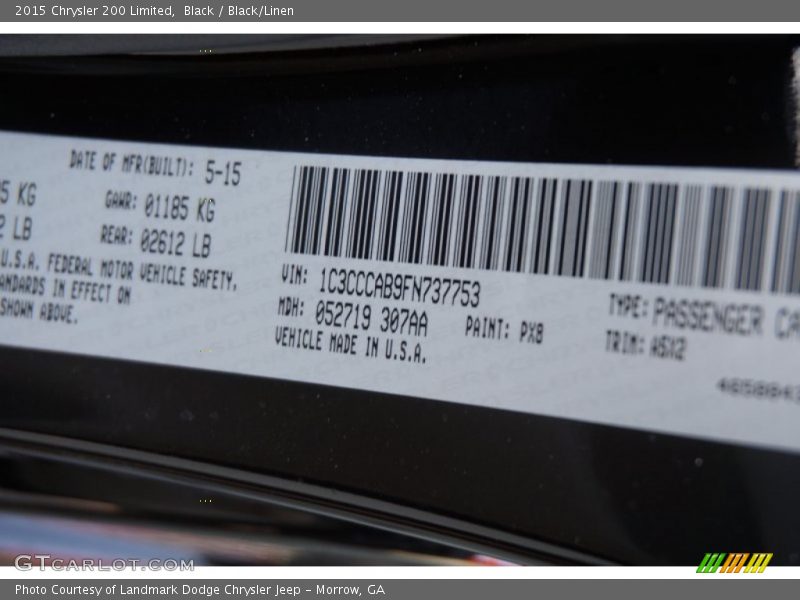 2015 Chrysler 200 Limited, Black / Black/Linen
DATE OF MFR(BUILT): 5-15
5 KG GAWR: 01185 KG
LB REAR: 02612 LB
U.S.A. FEDERAL MOTOR VEHICLE SAFETY.
ANDARDS IN EFFECT ON
SHOWN ABOVE.
VIN: 1C3CCCAB9FN737753
MDH: 052719 307AA PAINT: PX8
VEHICLE MADE IN U.S.A.
TYPE: PASSENGER CA
TRIM: A5X2
GTCARLOT.COM
Photo Courtesy of Landmark Dodge Chrysler Jeep – Morrow, GA